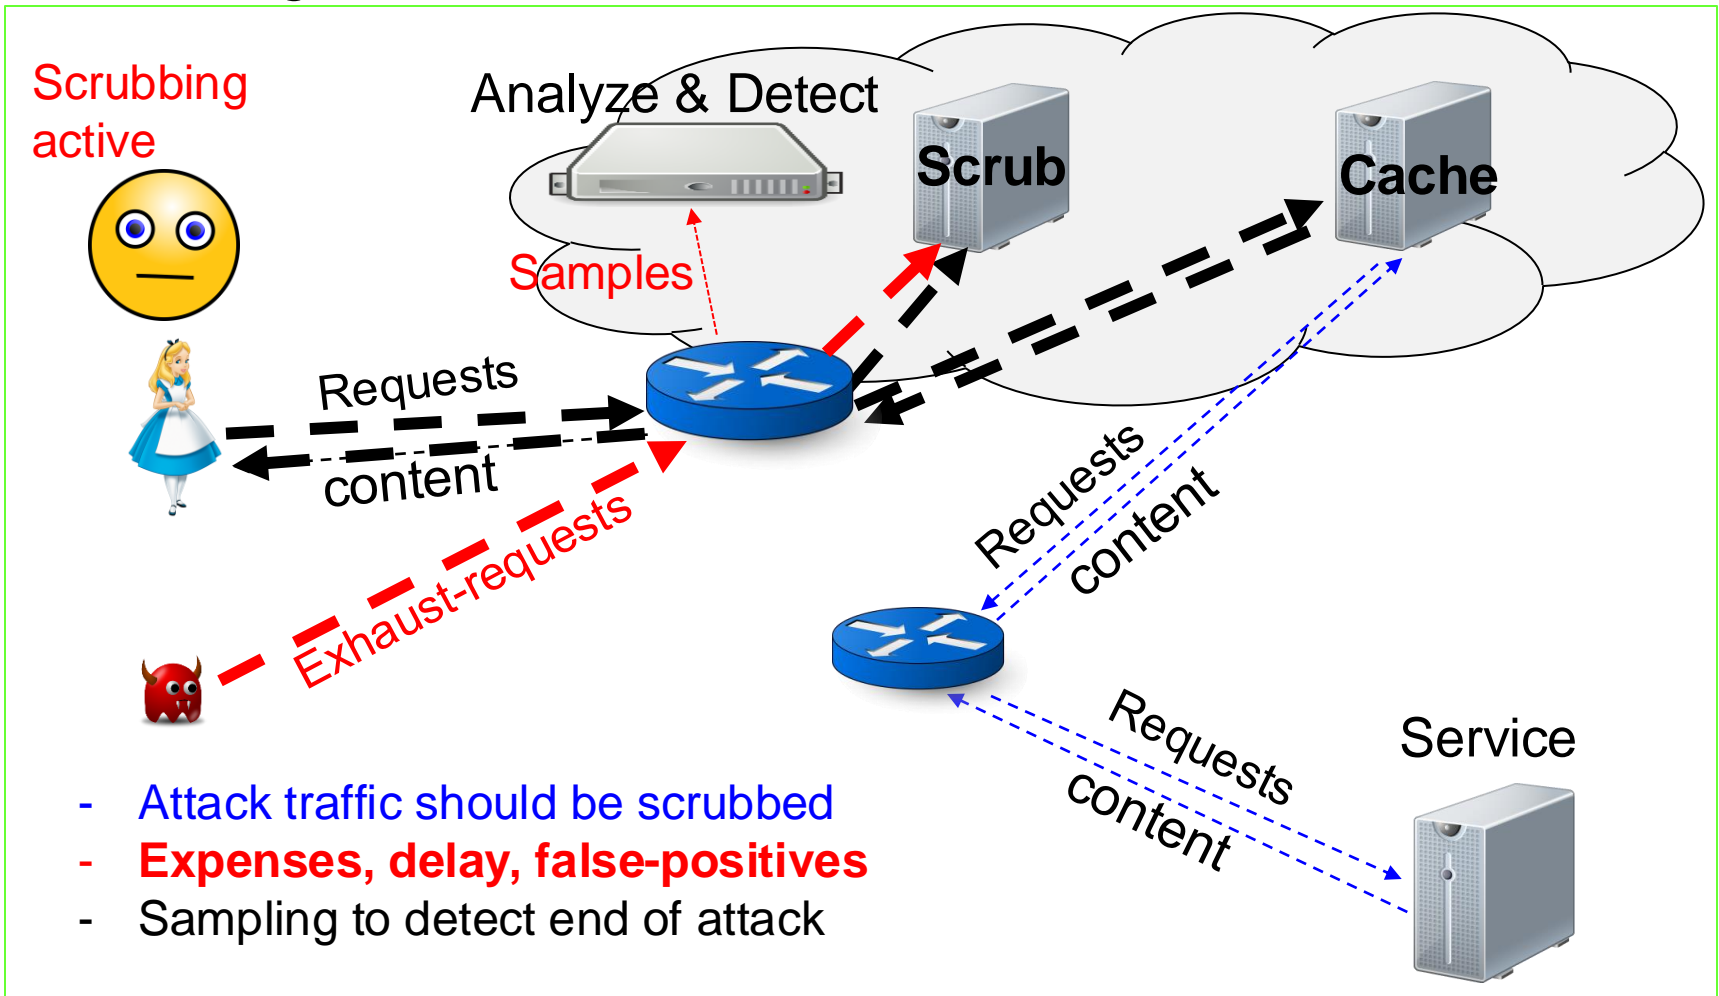 Scrubbing
active
Analyze & Detect
Scrub
Cache
Samples
Requests
content
Exhaust-requests
Requests
content
Requests
content
Service
- Attack traffic should be scrubbed
- Expenses, delay, false-positives
- Sampling to detect end of attack